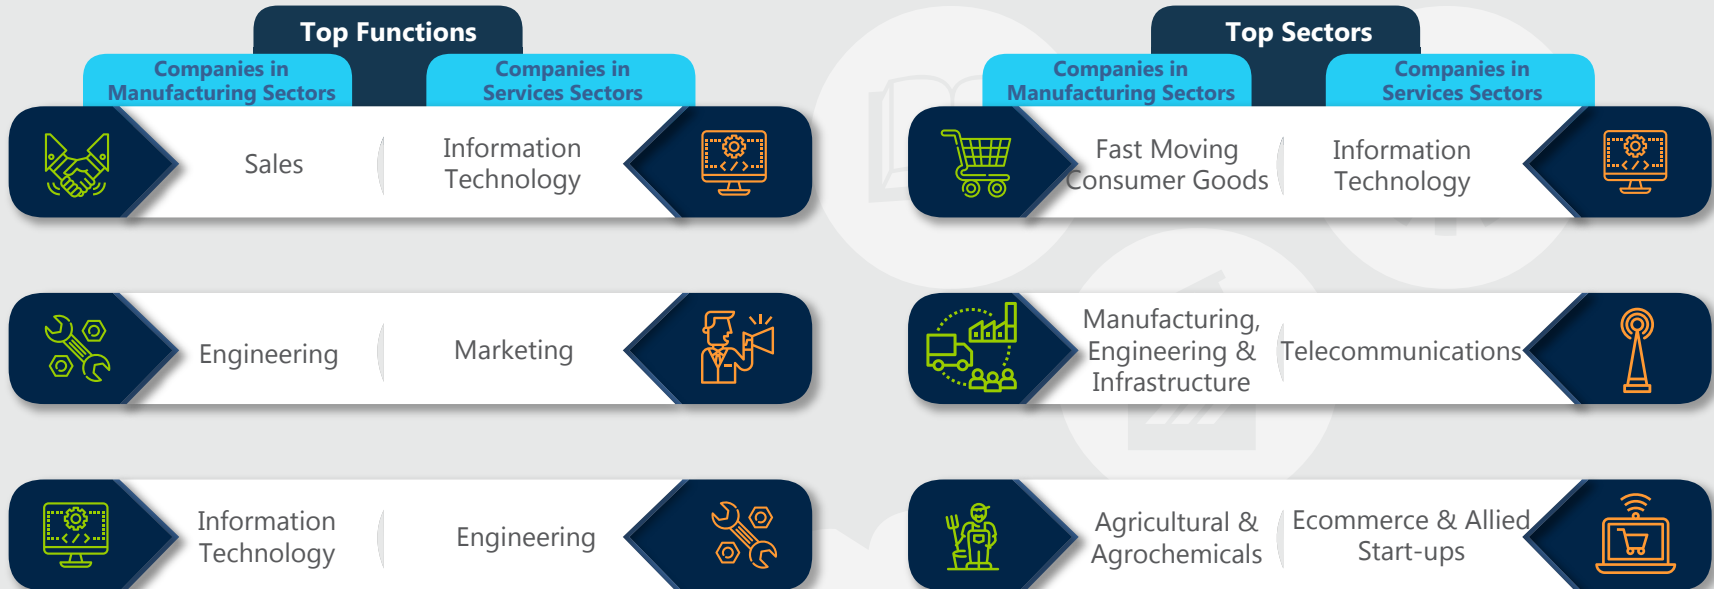 Top Functions
Companies in
Manufacturing Sectors
Companies in
Services Sectors
Sales
Information
Technology
Engineering
Marketing
Information
Technology
Engineering
Top Sectors
Companies in
Manufacturing Sectors
Companies in
Services Sectors
Fast Moving
Consumer Goods
Information
Technology
Manufacturing,
Engineering &
Infrastructure
Telecommunications
Agricultural &
Agrochemicals
Ecommerce & Allied
Start-ups